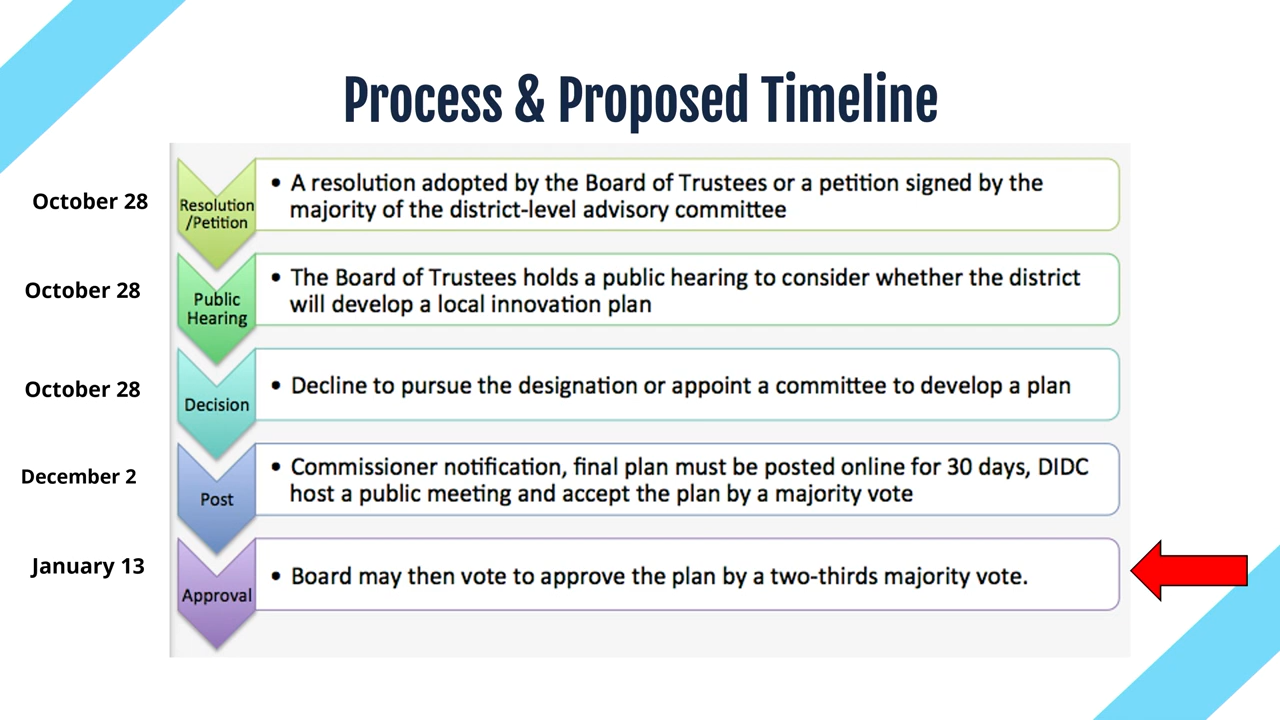 Process & Proposed Timeline
October 28
Resolution
/Petition
• A resolution adopted by the Board of Trustees or a petition signed by the
majority of the district-level advisory committee
October 28
Public
Hearing
• The Board of Trustees holds a public hearing to consider whether the district
will develop a local innovation plan
October 28
Decision
• Decline to pursue the designation or appoint a committee to develop a plan
December 2
Post
• Commissioner notification, final plan must be posted online for 30 days, DIDC
host a public meeting and accept the plan by a majority vote
January 13
Approval
• Board may then vote to approve the plan by a two-thirds majority vote.